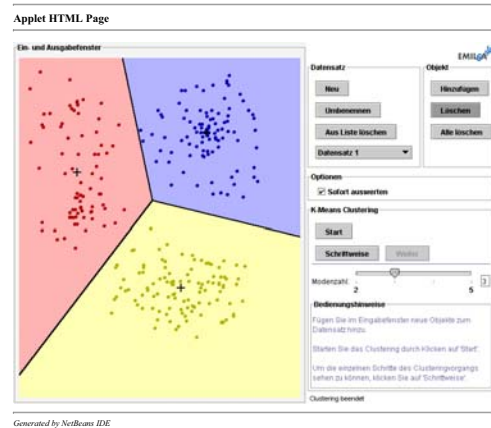 Applet HTML Page
Ein- und Ausgabefenster
EMILeA
Datensatz
Neu
Umbenennen
Aus Liste löschen
Datensatz 1
Objekt
Hinzufügen
Löschen
Alle löschen
Optionen
Sofort auswerten
K-Means Clustering
Start
Schrittweise
Weiter
Modenzahl:
2
5
3
Bedienungshinweise
Fügen Sie im Eingabefenster neue Objekte zum
Datensatz hinzu.
Starten Sie das Clustering durch Klicken auf 'Start'.
Um die einzelnen Schritte des Clusteringvorgangs
sehen zu können, klicken Sie auf 'Schrittweise'.
Clustering beendet
Generated by NetBeans IDE